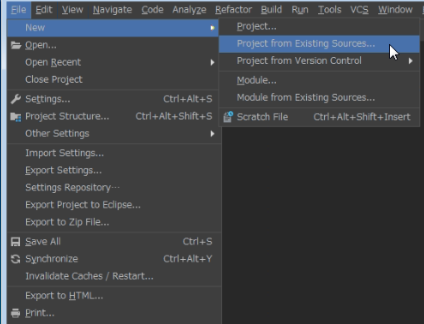 File Edit View Navigate Code Analyze Refactor Build Run Tools VCS Window
New
Open...
Open Recent
Close Project
Settings... Ctrl+Alt+S
Project Structure... Ctrl+Alt+Shift+S
Other Settings
Import Settings...
Export Settings...
Settings Repository...
Export Project to Eclipse...
Export to Zip File...
Save All Ctrl+S
Synchronize Ctrl+Alt+Y
Invalidate Caches / Restart...
Export to HTML...
Print...
Project...
Project from Existing Sources...
Project from Version Control
Module...
Module from Existing Sources...
Scratch File Ctrl+Alt+Shift+Insert